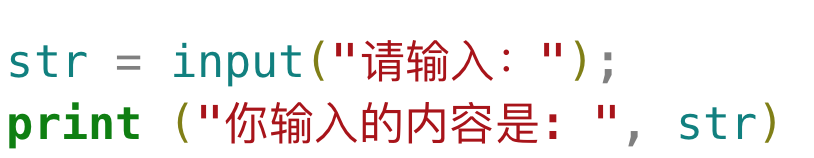 str = input("请输入：");
print ("你输入的内容是: ", str)